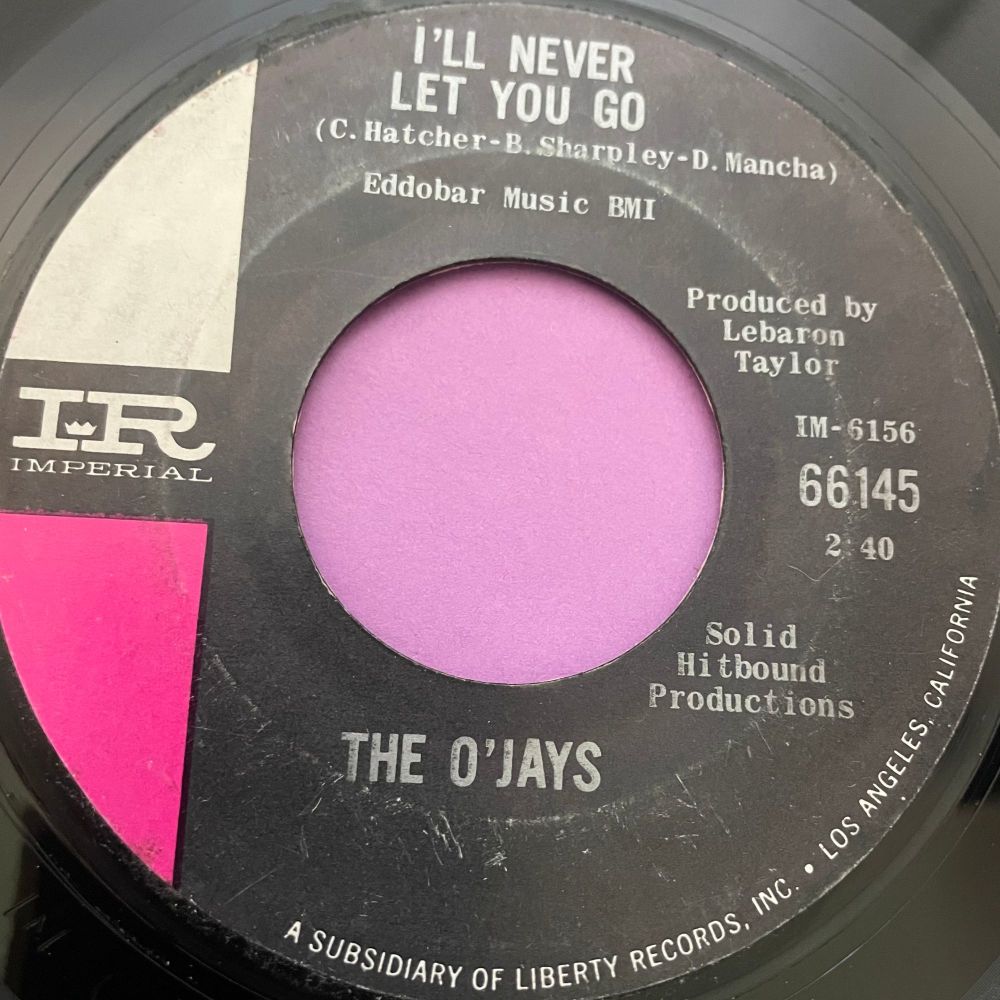 I'LL NEVER
LET YOU GO
(C.Hatcher-B.Sharpley-D.Mancha)
Eddobar Music BMI
Produced by
Lebaron
Taylor
IR
IMPERIAL
IM-6156
66145
2:40
Solid
Hitbound
Productions
THE O'JAYS
A SUBSIDIARY OF LIBERTY RECORDS, INC. • LOS ANGELES, CALIFORNIA